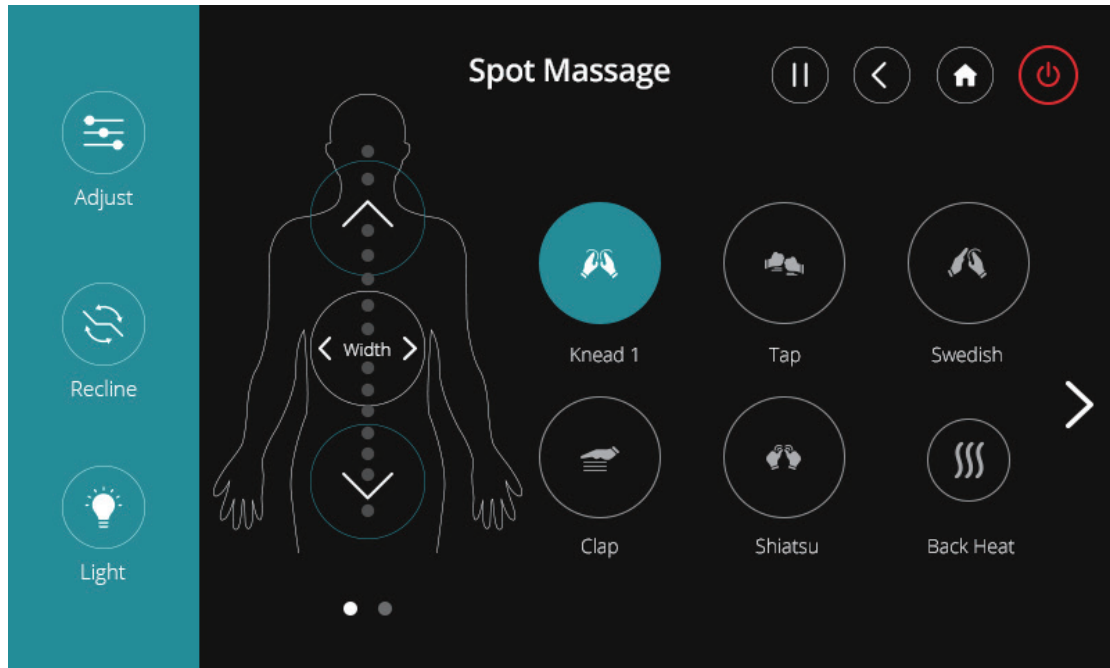 Spot Massage
Adjust
Recline
Light
Width
Knead 1
Tap
Swedish
Clap
Shiatsu
Back Heat